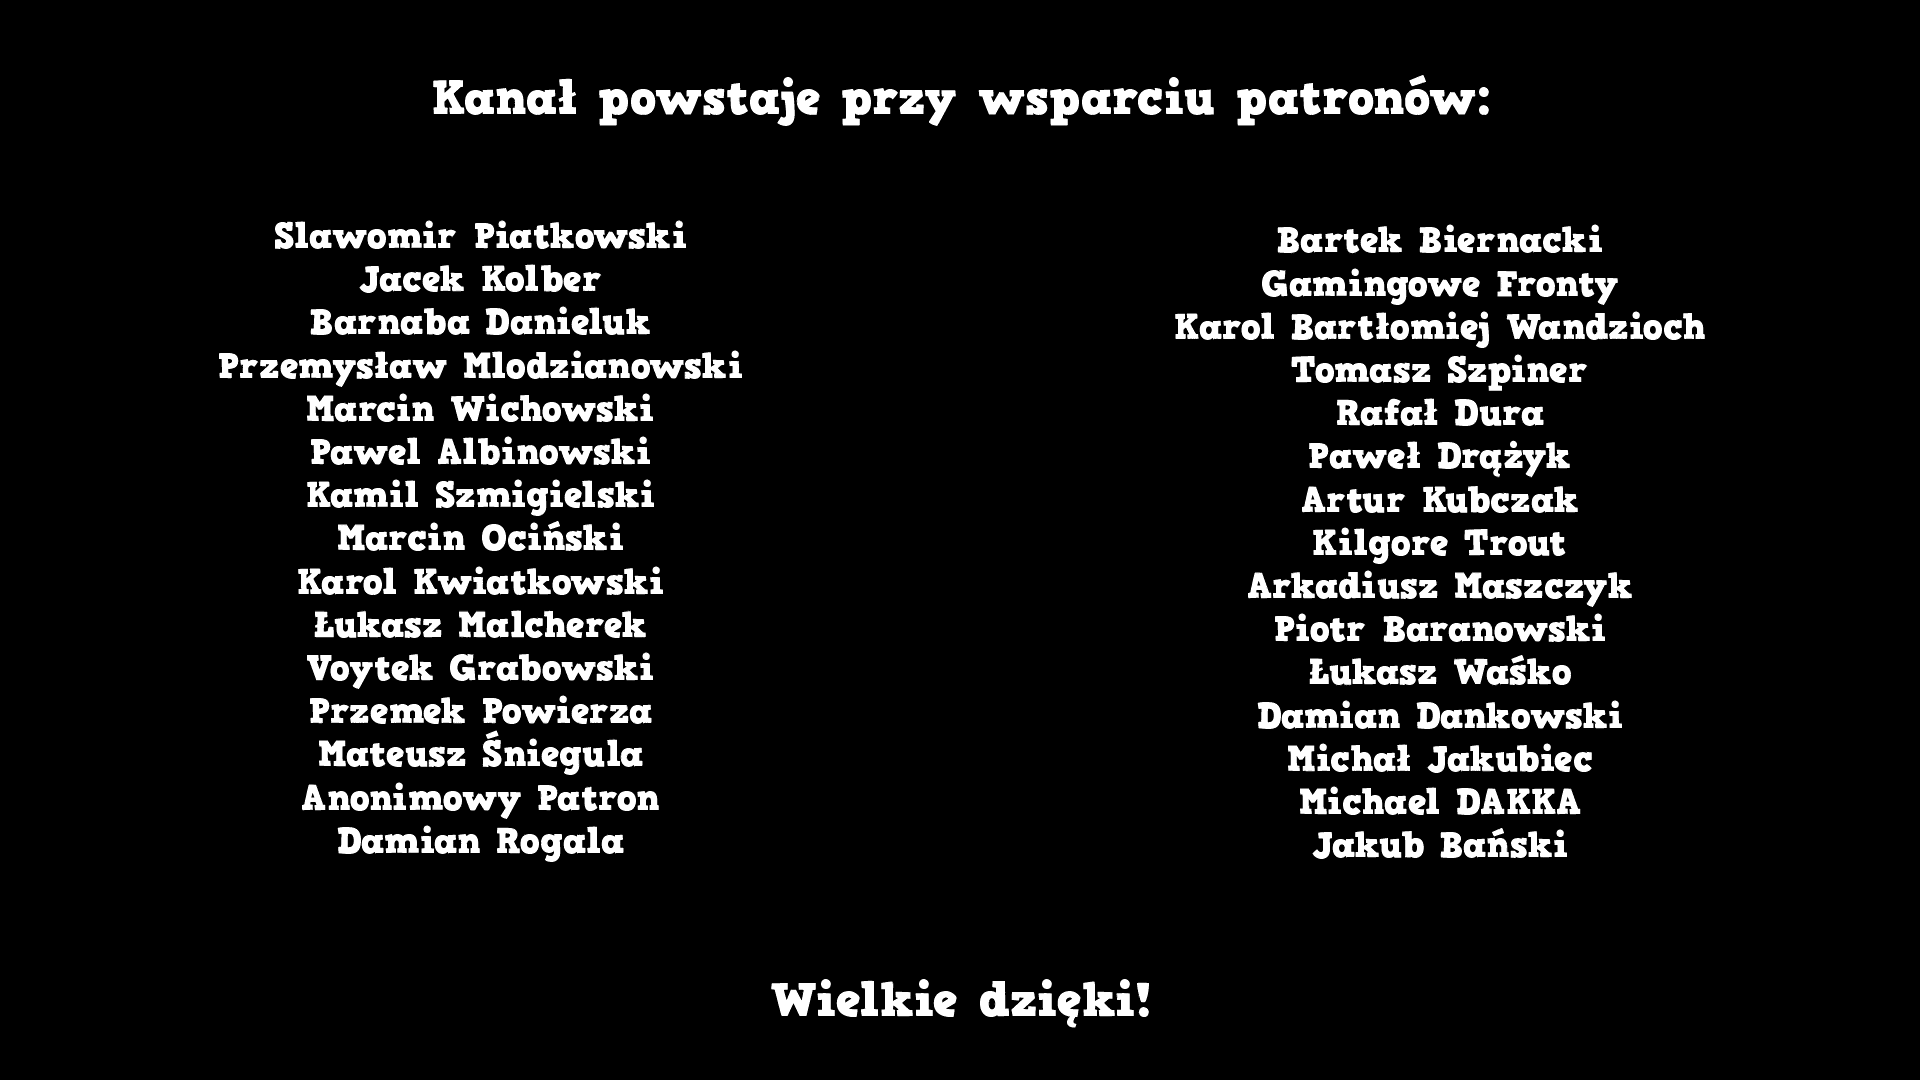 Kanał powstaje przy wsparciu patronów:
Slawomir Piatkowski
Jacek Kolber
Barnaba Danieluk
Przemysław Mlodzianowski
Marcin Wichowski
Pawel Albinowski
Kamil Szmigielski
Marcin Ociński
Karol Kwiatkowski
Łukasz Malcherek
Voytek Grabowski
Przemek Powierza
Mateusz Śniegula
Anonimowy Patron
Damian Rogala
Bartek Biernacki
Gamingowe Fronty
Karol Bartłomiej Wandzioch
Tomasz Szpiner
Rafał Dura
Paweł Drążyk
Artur Kubczak
Kilgore Trout
Arkadiusz Maszczyk
Piotr Baranowski
Łukasz Waśko
Damian Dankowski
Michał Jakubiec
Michael DAKKA
Jakub Bański
Wielkie dzięki!